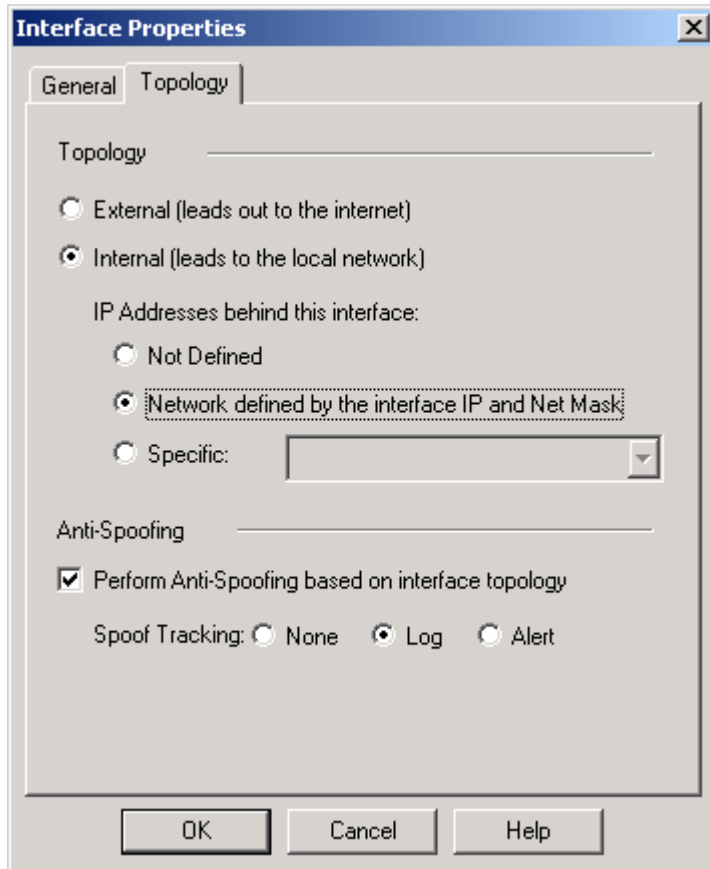 Interface Properties
General Topology
Topology
External (leads out to the internet)
Internal (leads to the local network)
IP Addresses behind this interface:
Not Defined
Network defined by the interface IP and Net Mask
Specific:
Anti-Spoofing
Perform Anti-Spoofing based on interface topology
Spoof Tracking: None Log Alert
OK Cancel Help